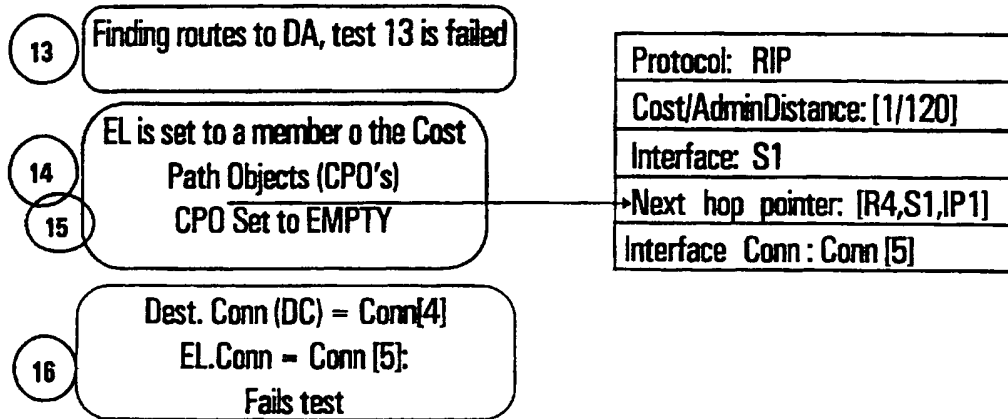 13
Finding routes to DA, test 13 is failed
14
15
EL is set to a member o the Cost
Path Objects (CPO's)
CPO Set to EMPTY
16
Dest. Conn (DC) = Conn[4]
EL.Conn = Conn [5]:
Fails test
Protocol: RIP
Cost/AdminDistance: [1/120]
Interface: S1
Next hop pointer: [R4,S1,IP1]
Interface Conn : Conn [5]